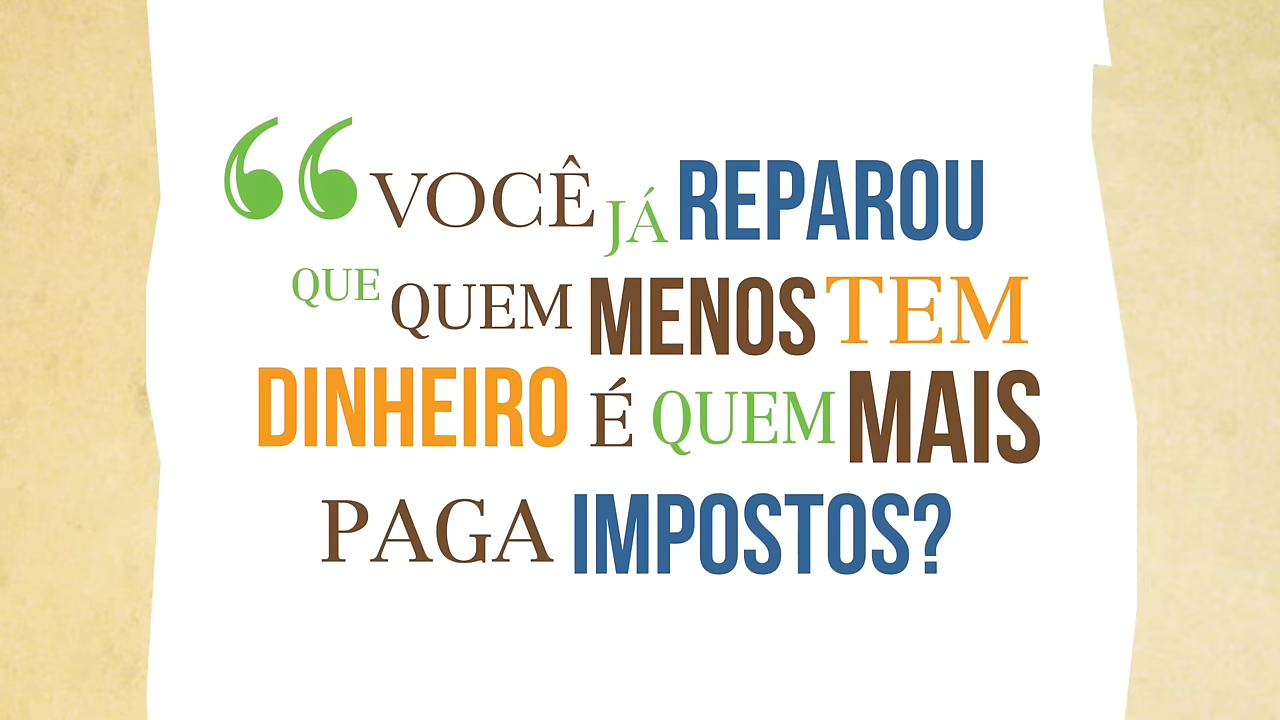 “VOCÊ JÁ REPAROU
QUE QUEM MENOS TEM
DINHEIRO É QUEM MAIS
PAGA IMPOSTOS?